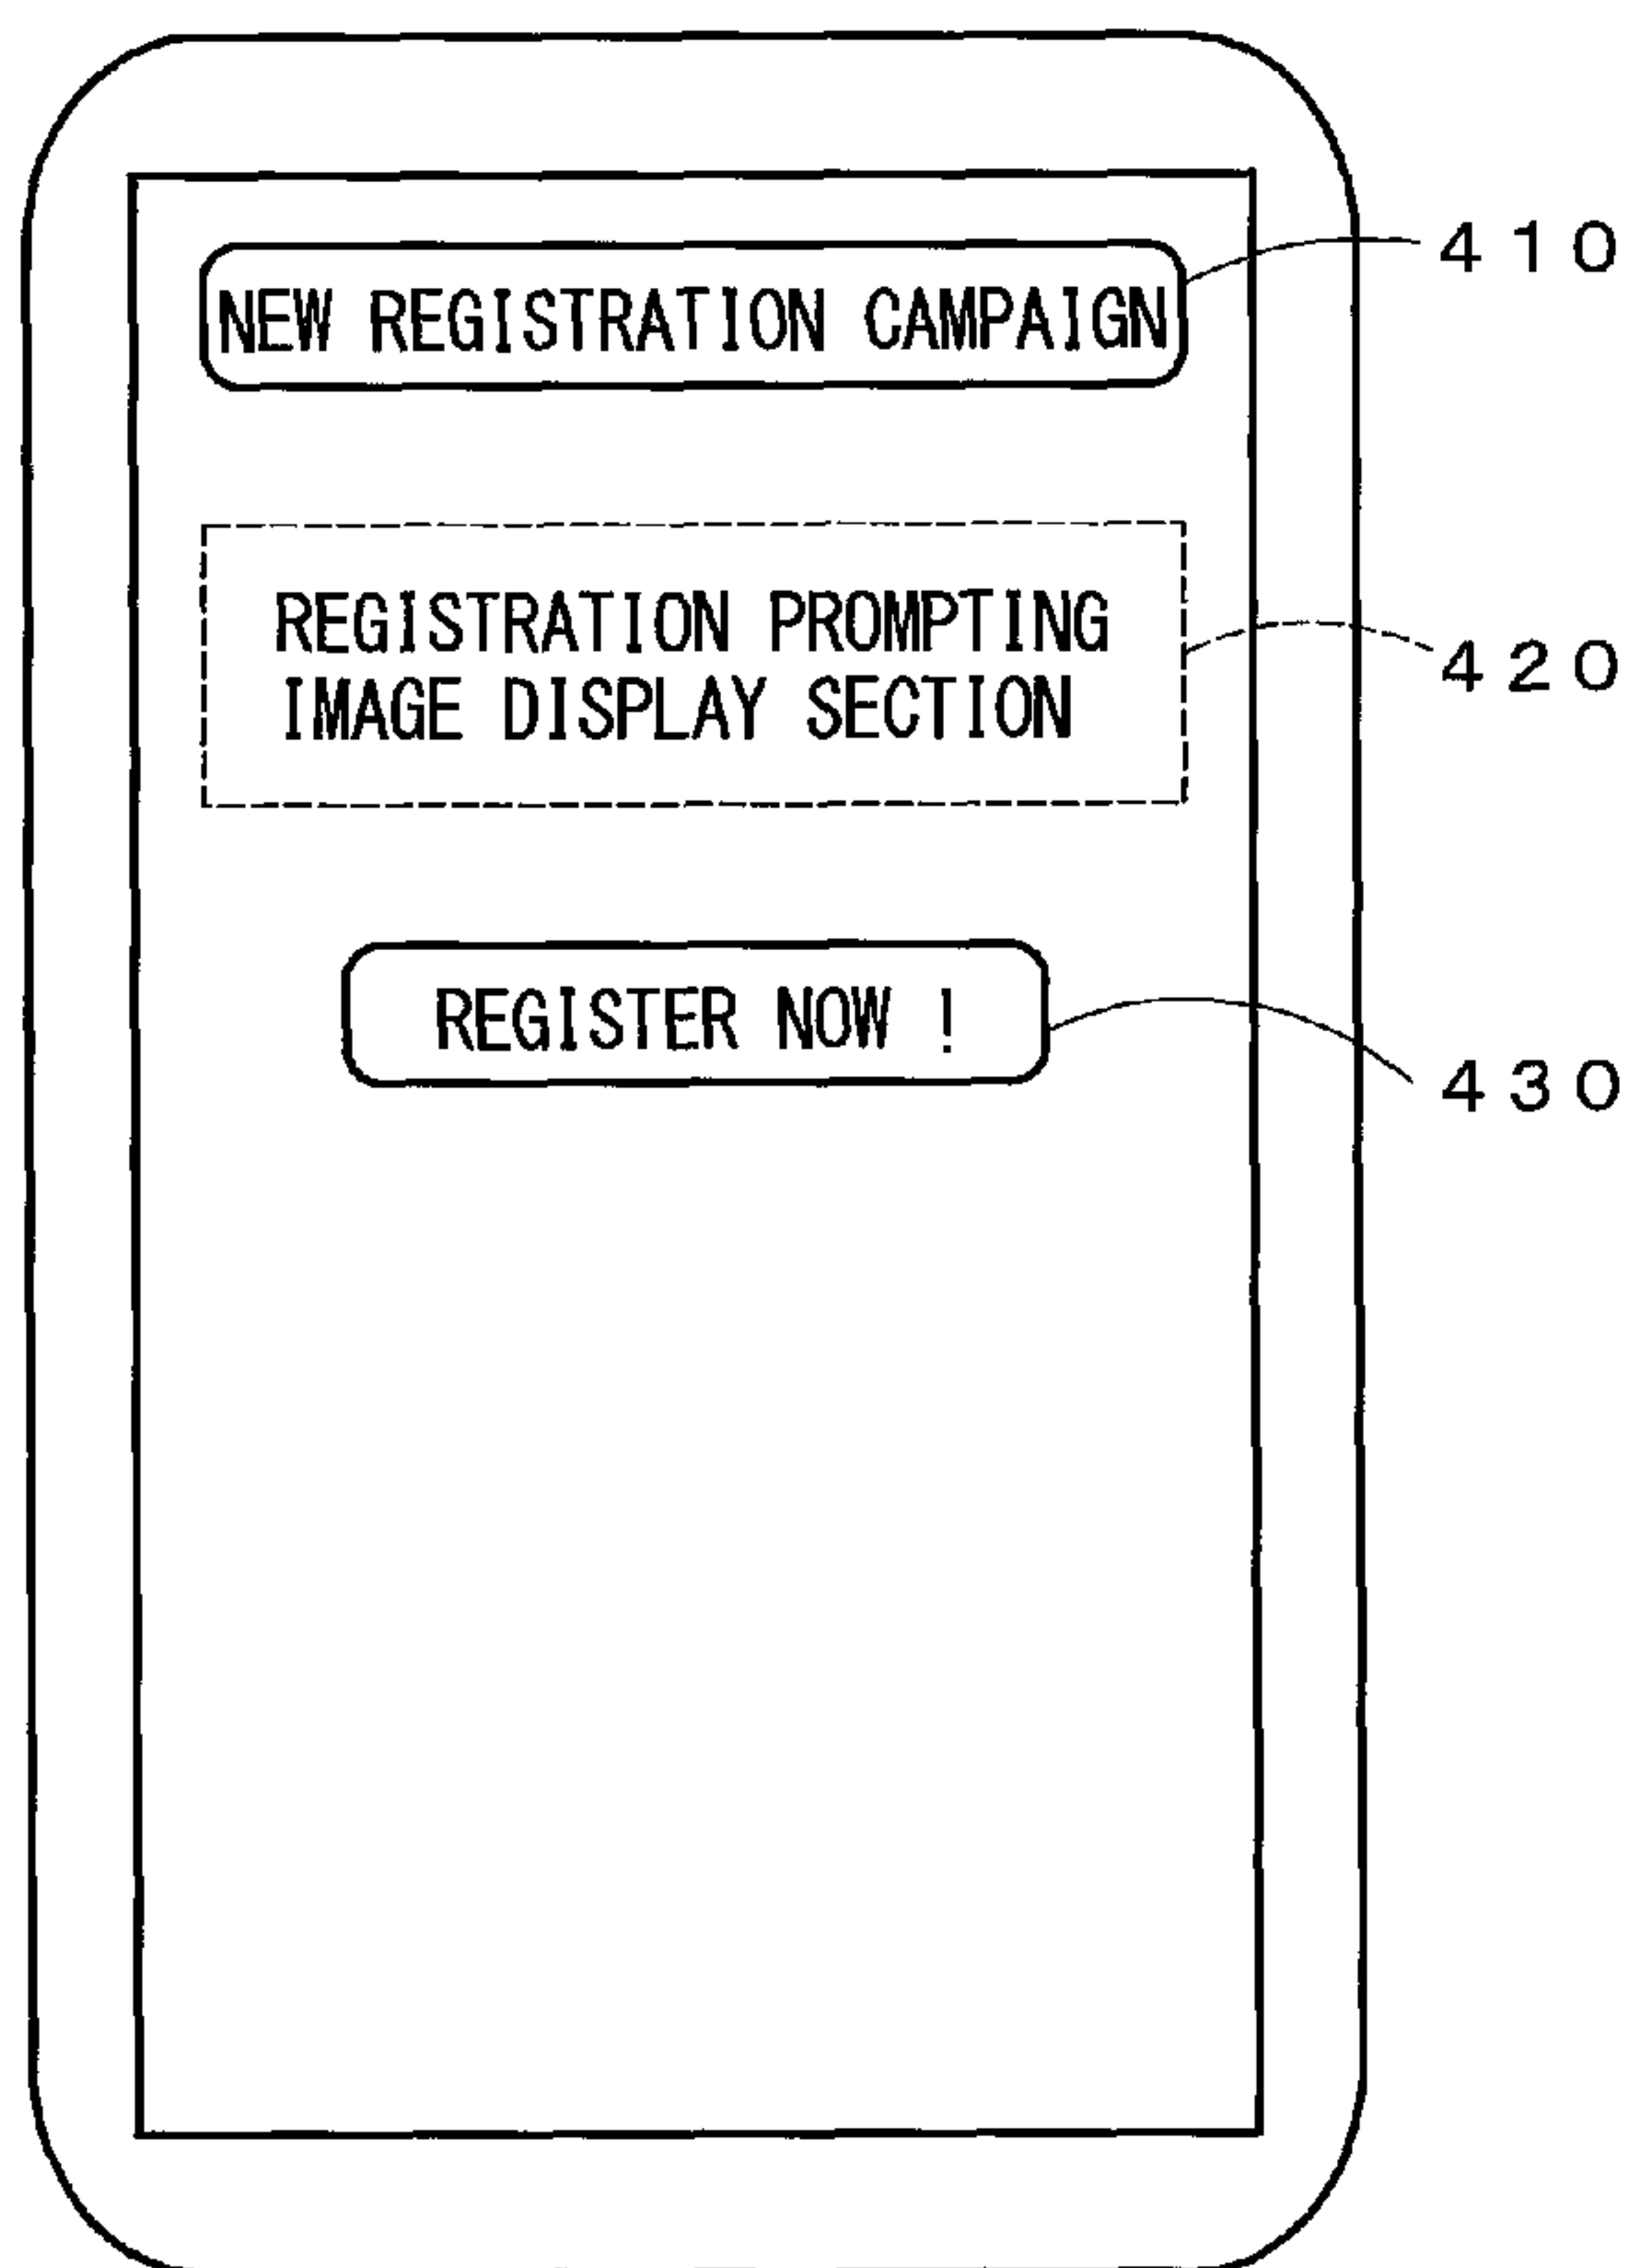 NEW REGISTRATION CAMPAIGN
410
REGISTRATION PROMPTING
IMAGE DISPLAY SECTION
420
REGISTER NOW !
430